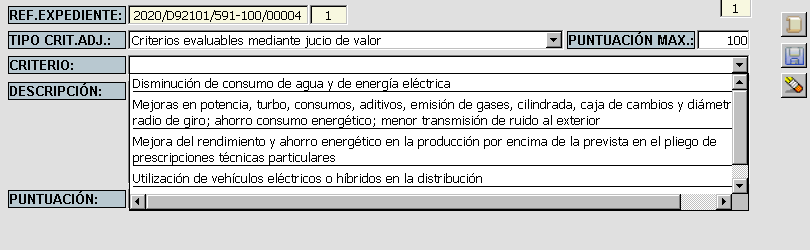 1
REF.EXPEDIENTE: 2020/D92101/591-100/00004 1
TIPO CRIT.ADJ.: Criterios evaluables mediante jucio de valor PUNTUACIÓN MAX.: 100
CRITERIO:
DESCRIPCIÓN:
Disminución de consumo de agua y de energía eléctrica
Mejoras en potencia, turbo, consumos, aditivos, emisión de gases, cilindrada, caja de cambios y diámetr
radio de giro; ahorro consumo energético; menor transmisión de ruido al exterior
Mejora del rendimiento y ahorro energético en la producción por encima de la prevista en el pliego de
prescripciones técnicas particulares
Utilización de vehículos eléctricos o híbridos en la distribución
PUNTUACIÓN: